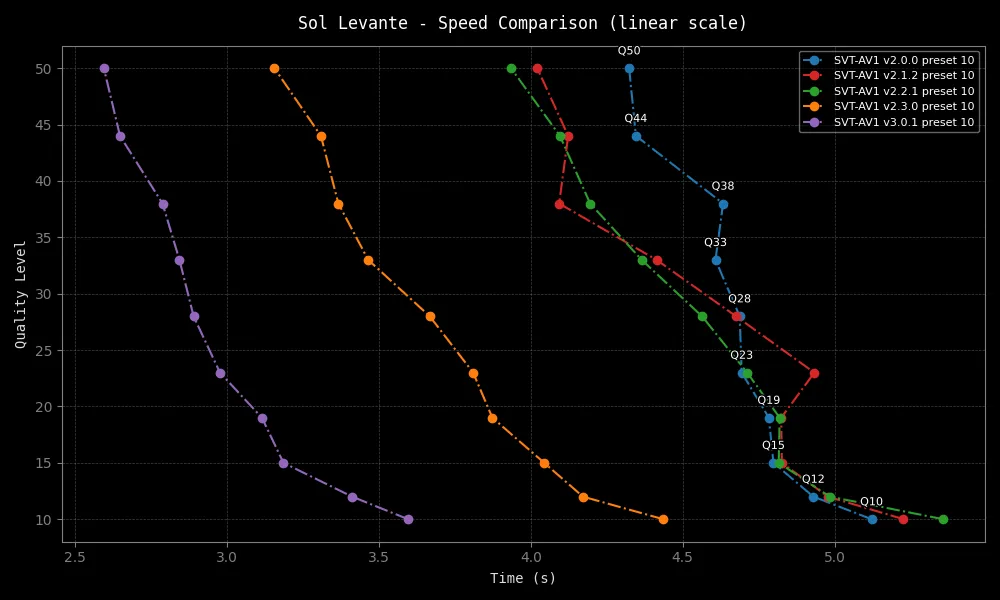 Sol Levante - Speed Comparison (linear scale)
SVT-AV1 v2.0.0 preset 10
SVT-AV1 v2.1.2 preset 10
SVT-AV1 v2.2.1 preset 10
SVT-AV1 v2.3.0 preset 10
SVT-AV1 v3.0.1 preset 10
Q50
Q44
Q38
Q33
Q28
Q23
Q19
Q15
Q12
Q10
Quality Level
50
45
40
35
30
25
20
15
10
2.5 3.0 3.5 4.0 4.5 5.0
Time (s)